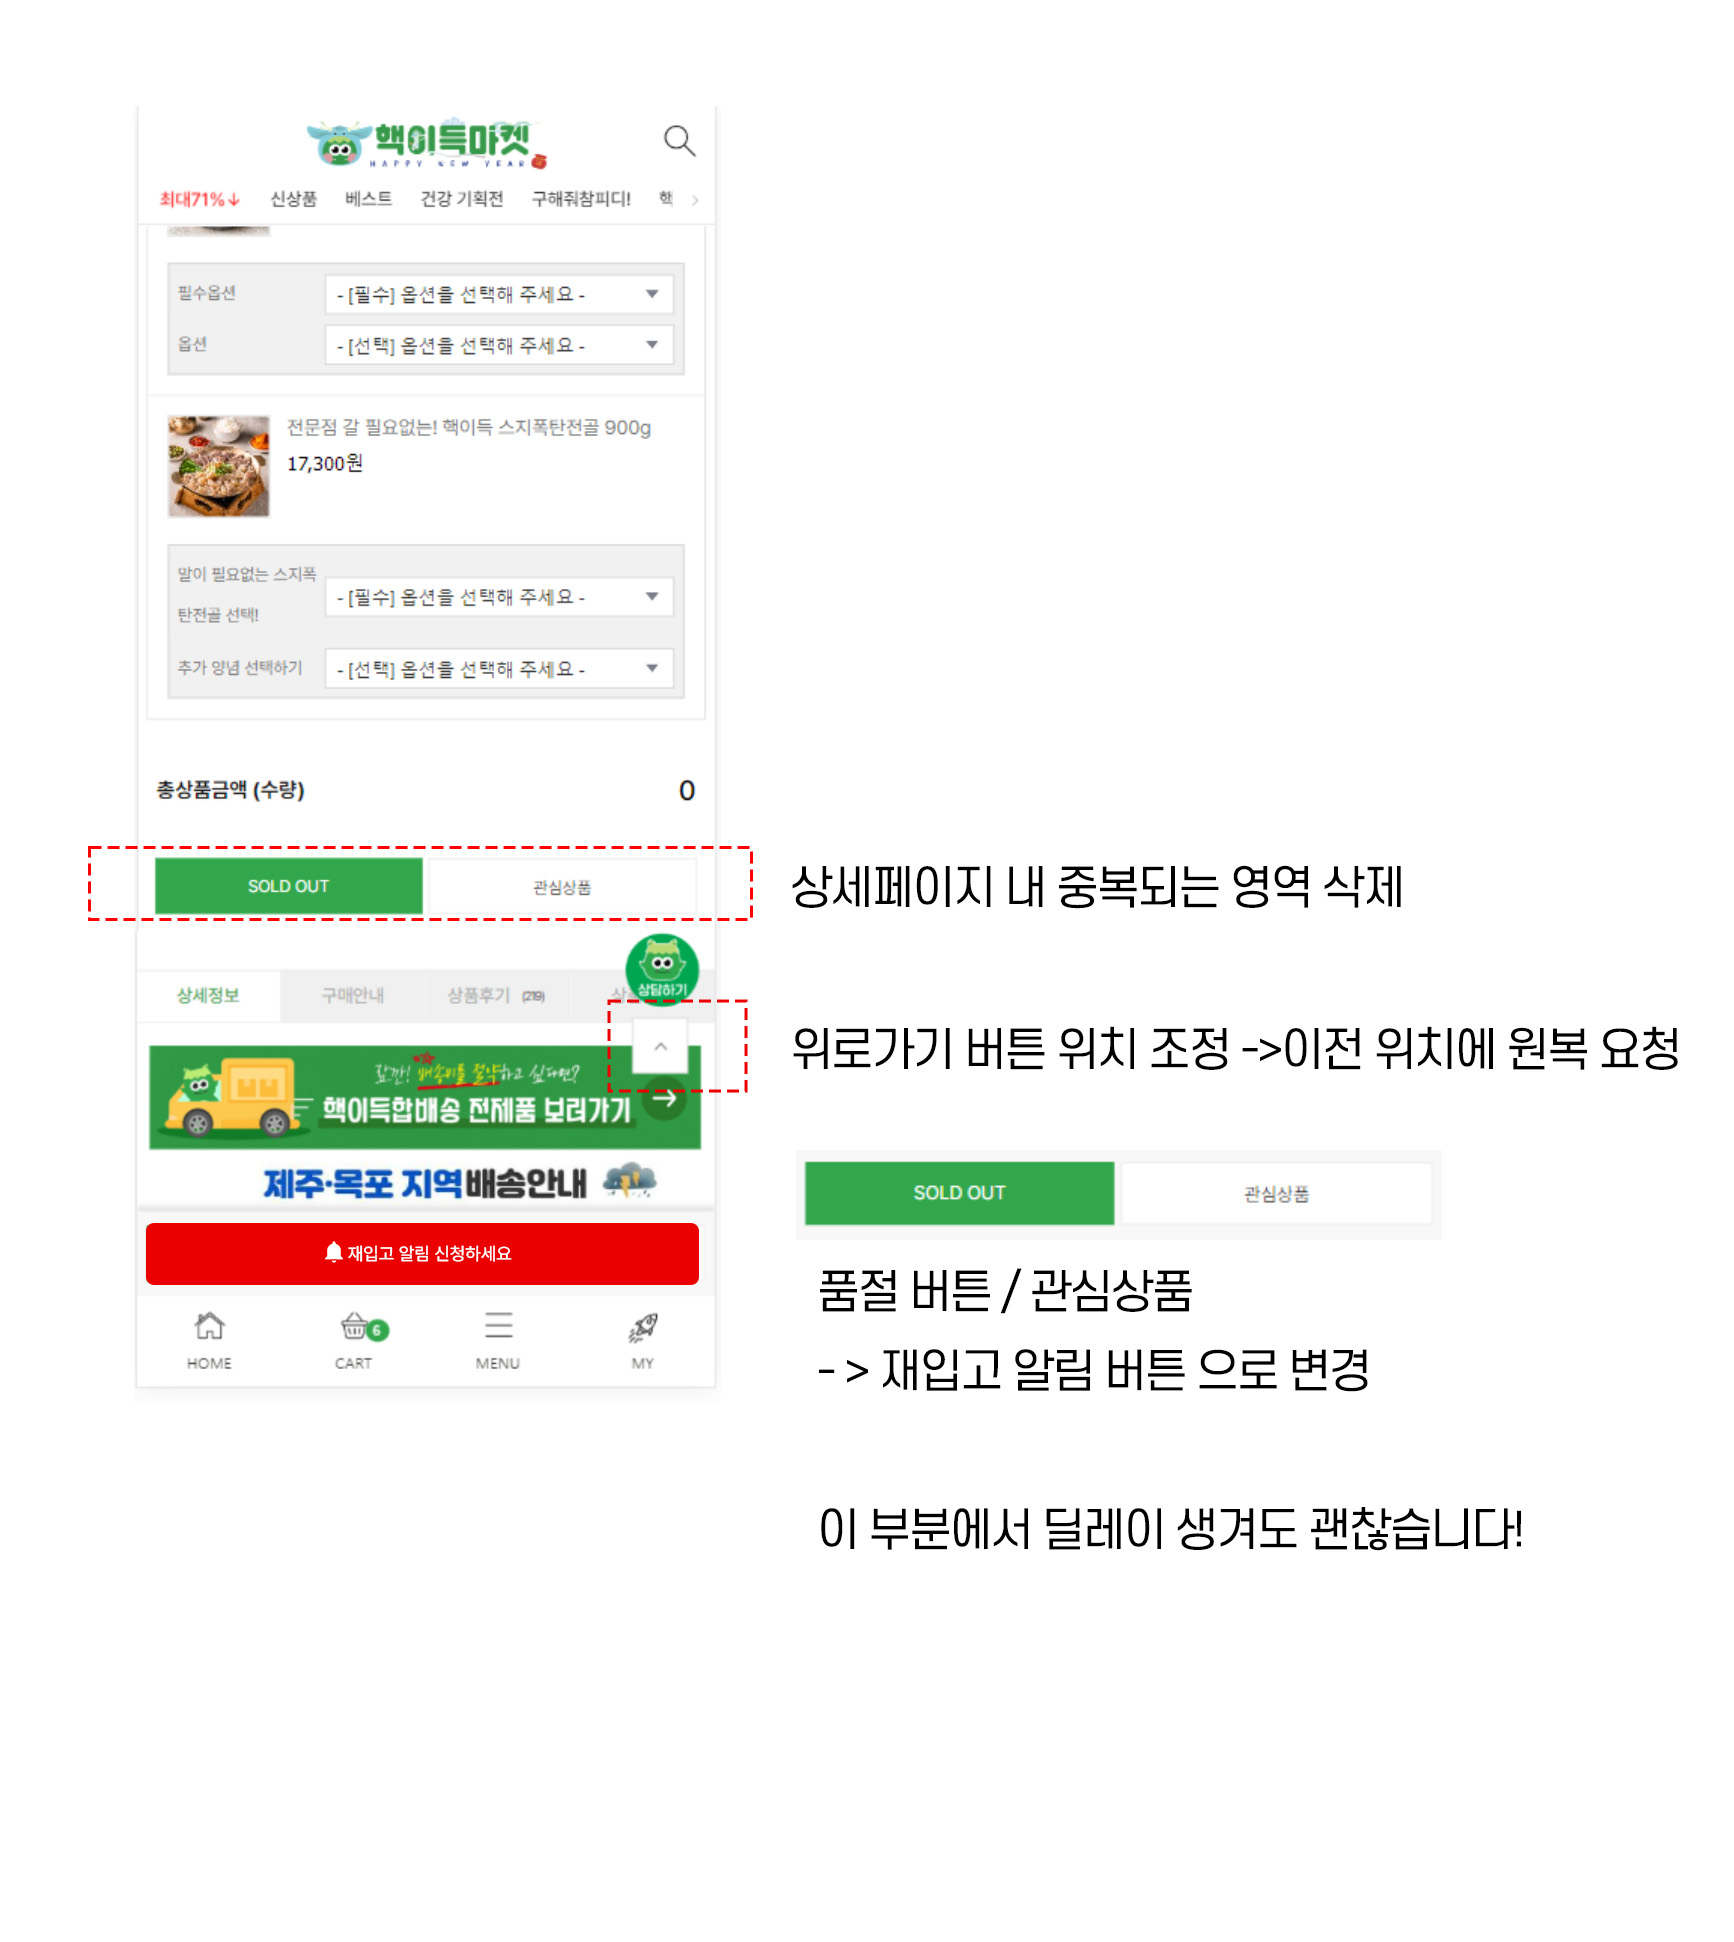 핵이득마켓
HAPPY NEW YEAR
최대71%↓ 신상품 베스트 건강 기획전 구해줘참피디! 핵 >
필수옵션 - [필수] 옵션을 선택해 주세요 -
옵션 - [선택] 옵션을 선택해 주세요 -
전문점 갈 필요없는! 핵이득 스지폭탄전골 900g
17,300원
말이 필요없는 스지폭
탄전골 선택!
- [필수] 옵션을 선택해 주세요 -
추가 양념 선택하기 - [선택] 옵션을 선택해 주세요 -
총상품금액 (수량) 0
SOLD OUT 관심상품
상세페이지 내 중복되는 영역 삭제
상담하기
상세정보 구매안내 상품후기 (219) 상
위로가기 버튼 위치 조정 ->이전 위치에 원복 요청
잠깐! 배송비를 절약하고 싶다면?
핵이득합배송 전제품 보러가기
제주·목포 지역배송안내
SOLD OUT 관심상품
재입고 알림 신청하세요
품절 버튼 / 관심상품
- > 재입고 알림 버튼 으로 변경
6
HOME CART MENU MY
이 부분에서 딜레이 생겨도 괜찮습니다!